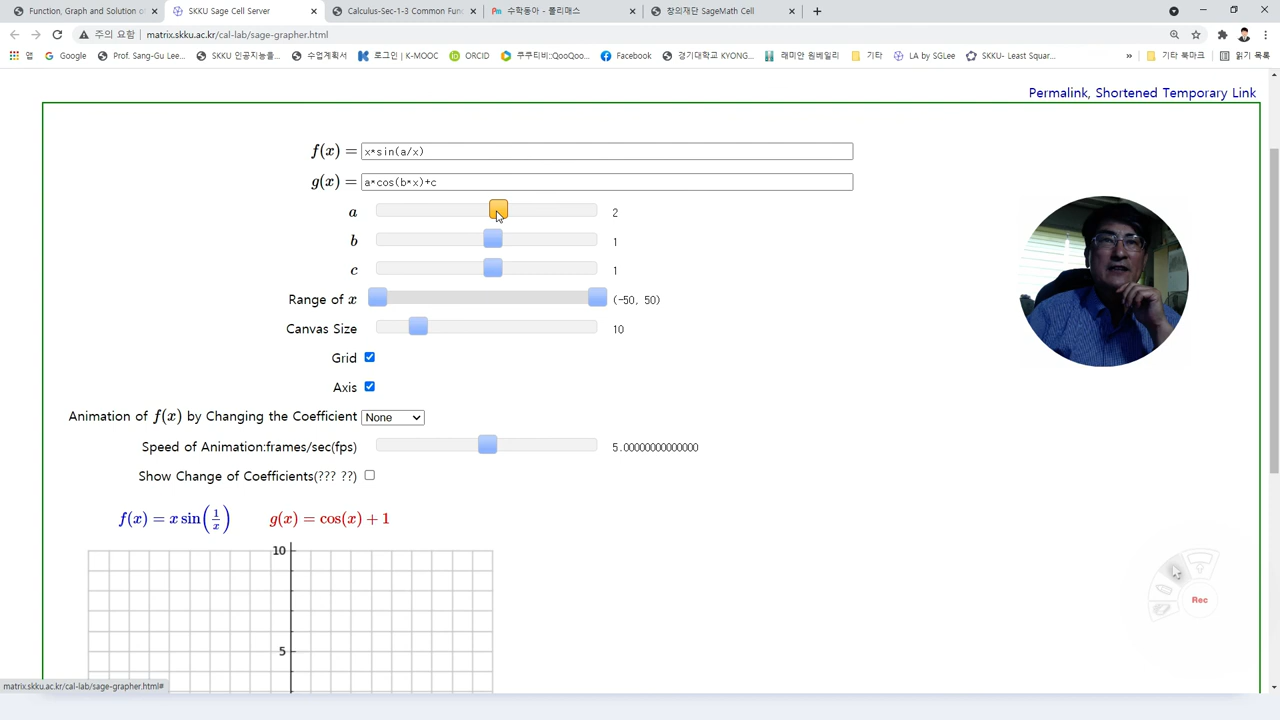 Function, Graph and Solution of
SKKU Sage Cell Server
Calculus-Sec-1-3 Common Fun
수학동아 - 폴리매스
창의재단 SageMath Cell
주의 요함 | matrix.skku.ac.kr/cal-lab/sage-grapher.html
앱
Google
Prof. Sang-Gu Lee...
SKKU 인공지능을...
수업계획서
로그인 | K-MOOC
ORCID
쿠쿠티비::QooQoo...
Facebook
경기대학교 KYONG...
래미안 원베일리
기타
LA by SGLee
SKKU- Least Squar...
»
기타 북마크
읽기 목록
Permalink, Shortened Temporary Link
f(x) = x*sin(a/x)
g(x) = a*cos(b*x)+c
a 2
b 1
c 1
Range of x (-50, 50)
Canvas Size 10
Grid
Axis
Animation of f(x) by Changing the Coefficient None
Speed of Animation:frames/sec(fps) 5.00000000000000
Show Change of Coefficients(??? ??)
f(x) = x sin(1/x) g(x) = cos(x) + 1
10
5
Rec
matrix.skku.ac.kr/cal-lab/sage-grapher.html#